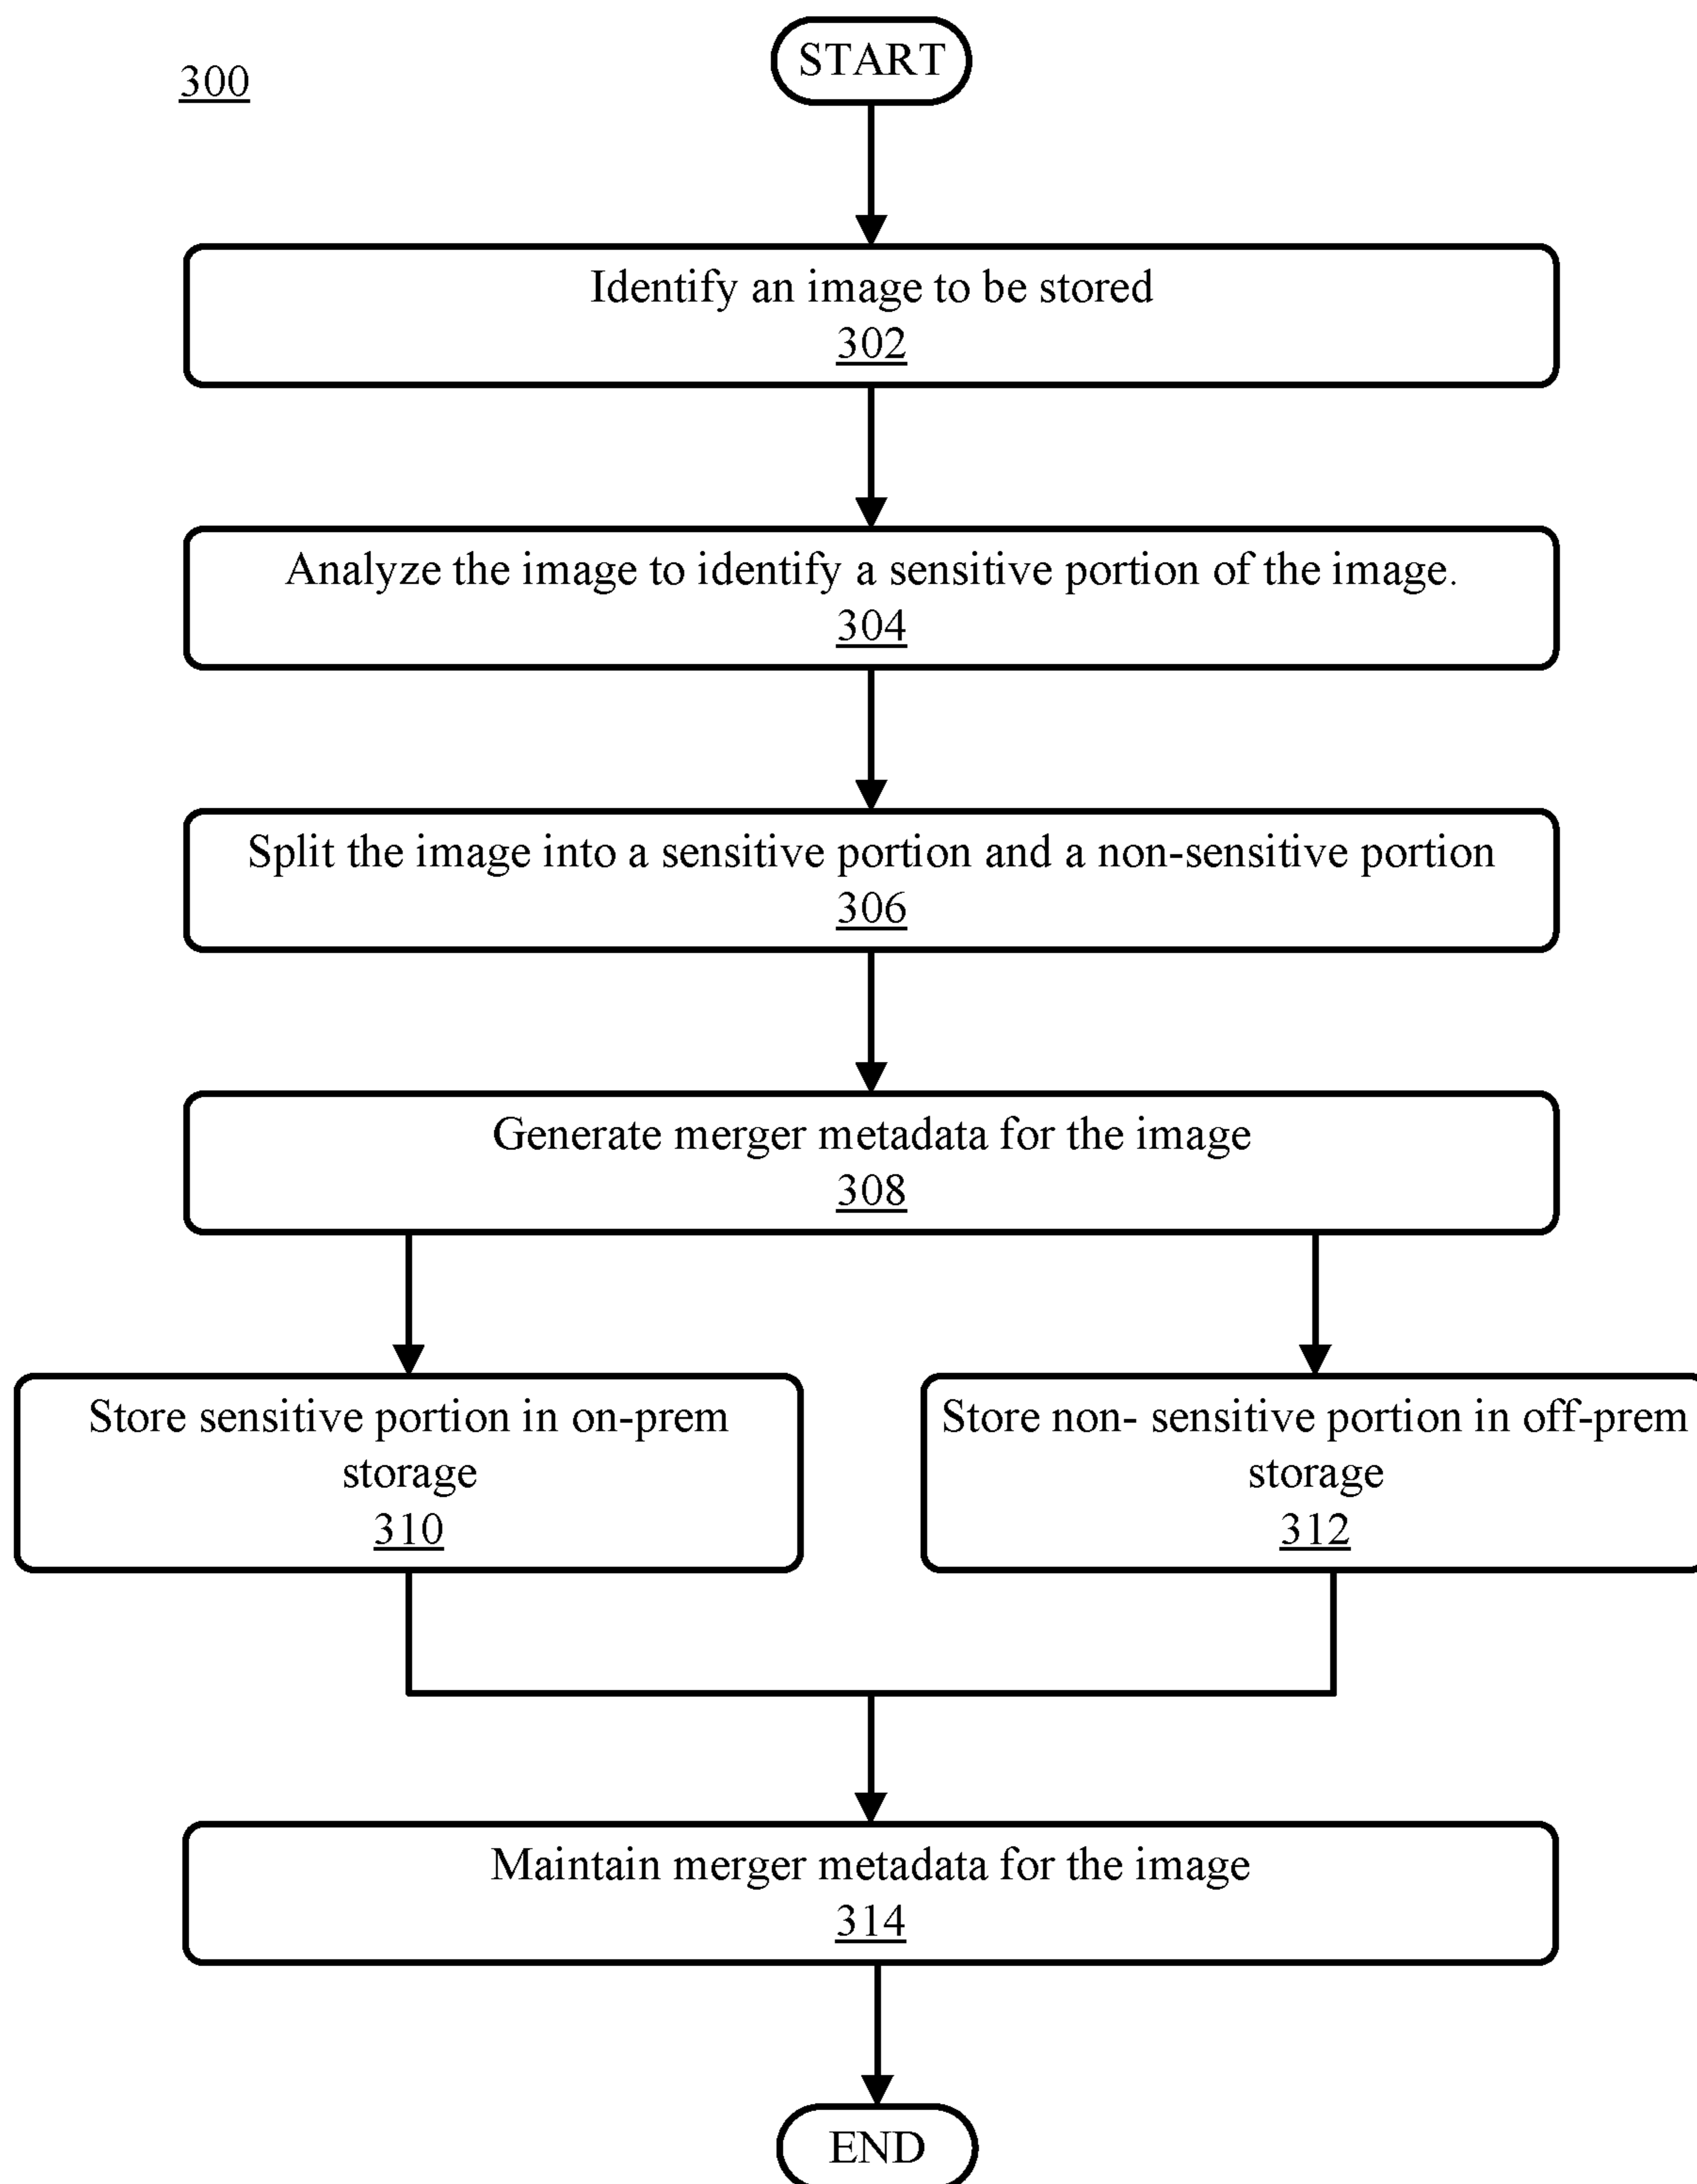 START
300
Identify an image to be stored
302
Analyze the image to identify a sensitive portion of the image.
304
Split the image into a sensitive portion and a non-sensitive portion
306
Generate merger metadata for the image
308
Store sensitive portion in on-prem
storage
310
Store non- sensitive portion in off-prem
storage
312
Maintain merger metadata for the image
314
END